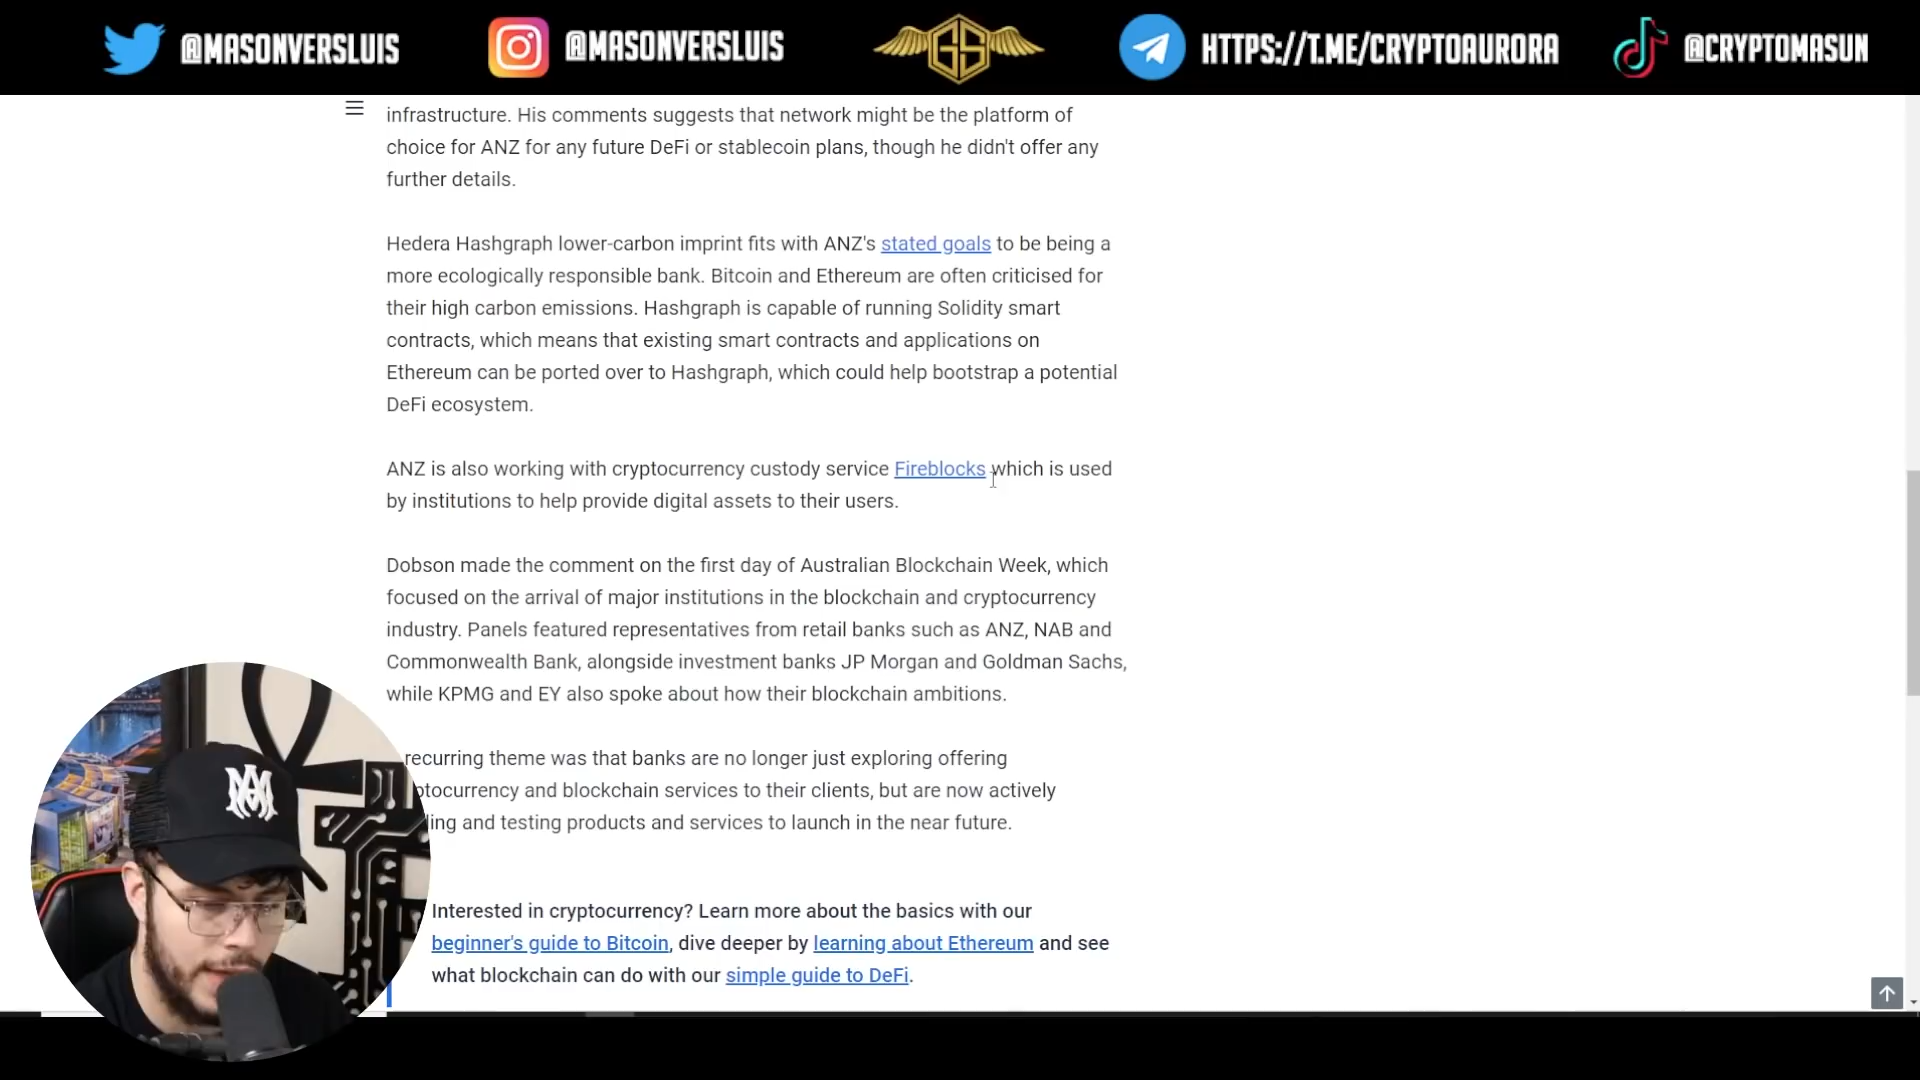 @MASONVERSLUIS
@MASONVERSLUIS
GS
HTTPS://T.ME/CRYPTOAURORA
@CRYPTOMASUN
infrastructure. His comments suggests that network might be the platform of
choice for ANZ for any future DeFi or stablecoin plans, though he didn't offer any
further details.
Hedera Hashgraph lower-carbon imprint fits with ANZ's stated goals to be being a
more ecologically responsible bank. Bitcoin and Ethereum are often criticised for
their high carbon emissions. Hashgraph is capable of running Solidity smart
contracts, which means that existing smart contracts and applications on
Ethereum can be ported over to Hashgraph, which could help bootstrap a potential
DeFi ecosystem.
ANZ is also working with cryptocurrency custody service Fireblocks which is used
by institutions to help provide digital assets to their users.
Dobson made the comment on the first day of Australian Blockchain Week, which
focused on the arrival of major institutions in the blockchain and cryptocurrency
industry. Panels featured representatives from retail banks such as ANZ, NAB and
Commonwealth Bank, alongside investment banks JP Morgan and Goldman Sachs,
while KPMG and EY also spoke about how their blockchain ambitions.
recurring theme was that banks are no longer just exploring offering
ptocurrency and blockchain services to their clients, but are now actively
ling and testing products and services to launch in the near future.
Interested in cryptocurrency? Learn more about the basics with our
beginner's guide to Bitcoin, dive deeper by learning about Ethereum and see
what blockchain can do with our simple guide to DeFi.